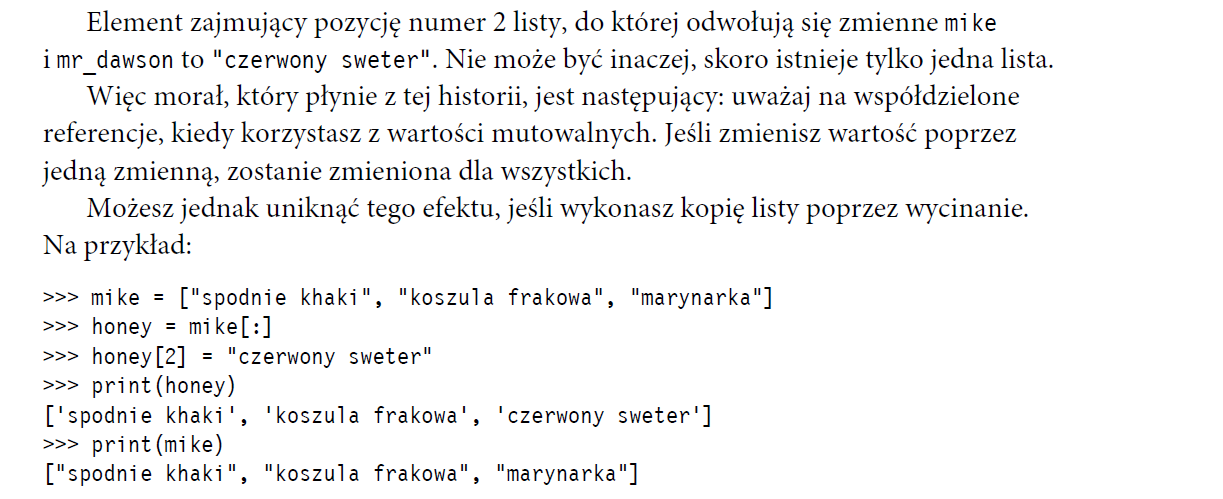 Element zajmujący pozycję numer 2 listy, do której odwołują się zmienne mike
i mr_dawson to "czerwony sweter". Nie może być inaczej, skoro istnieje tylko jedna lista.
Więc morał, który płynie z tej historii, jest następujący: uważaj na współdzielone
referencje, kiedy korzystasz z wartości mutowalnych. Jeśli zmienisz wartość poprzez
jedną zmienną, zostanie zmieniona dla wszystkich.
Możesz jednak uniknąć tego efektu, jeśli wykonasz kopię listy poprzez wycinanie.
Na przykład:
>>> mike = ["spodnie khaki", "koszula frakowa", "marynarka"]
>>> honey = mike[:]
>>> honey[2] = "czerwony sweter"
>>> print(honey)
['spodnie khaki', 'koszula frakowa', 'czerwony sweter']
>>> print(mike)
["spodnie khaki", "koszula frakowa", "marynarka"]